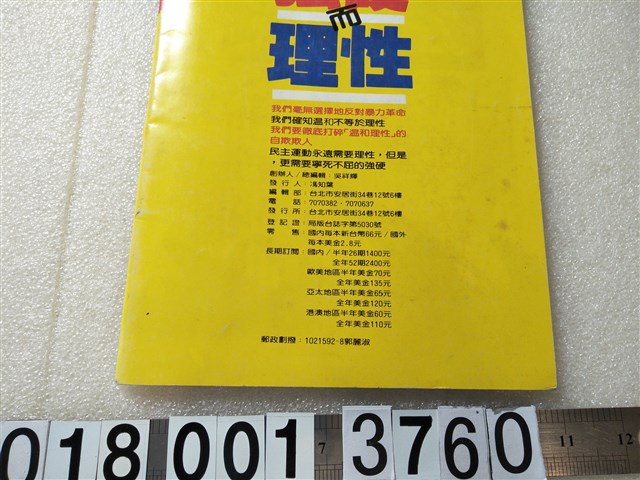 而
理性
我們毫無選擇地反對暴力革命
我們確知溫和不等於理性
我們要徹底打碎「溫和理性」的
自欺欺人
民主運動永遠需要理性，但是
，更需要寧死不屈的強硬
創辦人/總編輯：吳祥輝
發行人：馮知葉
編輯部：台北市安居街34巷12號6樓
電話：7070382‧7070637
發行所：台北市安居街34巷12號6樓
登記證：局版台誌字第5030號
零售：國內每本新台幣66元/國外
每本美金2.8元
長期訂閱：國內/半年26期1400元
全年52期2400元
歐美地區半年美金70元
全年美金135元
亞太地區半年美金65元
全年美金120元
港澳地區半年美金60元
全年美金110元
郵政劃撥：1021592-8郭麗淑
018 001 3760
7 11 12